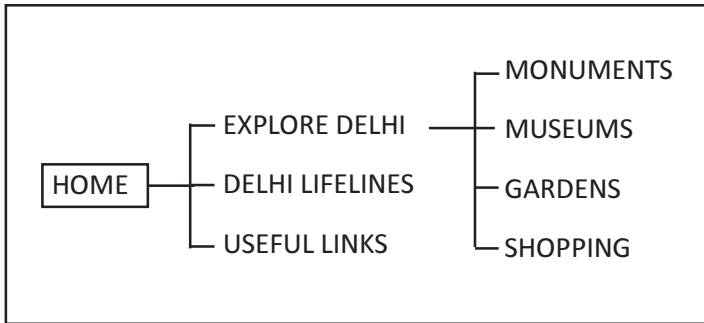 HOME
EXPLORE DELHI
DELHI LIFELINES
USEFUL LINKS
MONUMENTS
MUSEUMS
GARDENS
SHOPPING